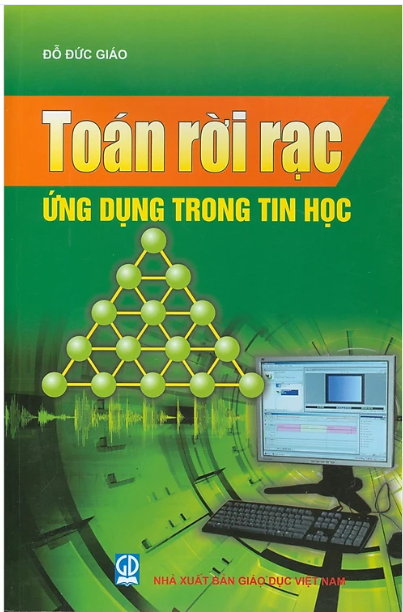 ĐỖ ĐỨC GIÁO
Toán rời rạc
ỨNG DỤNG TRONG TIN HỌC
GD
NHÀ XUẤT BẢN GIÁO DỤC VIỆT NAM